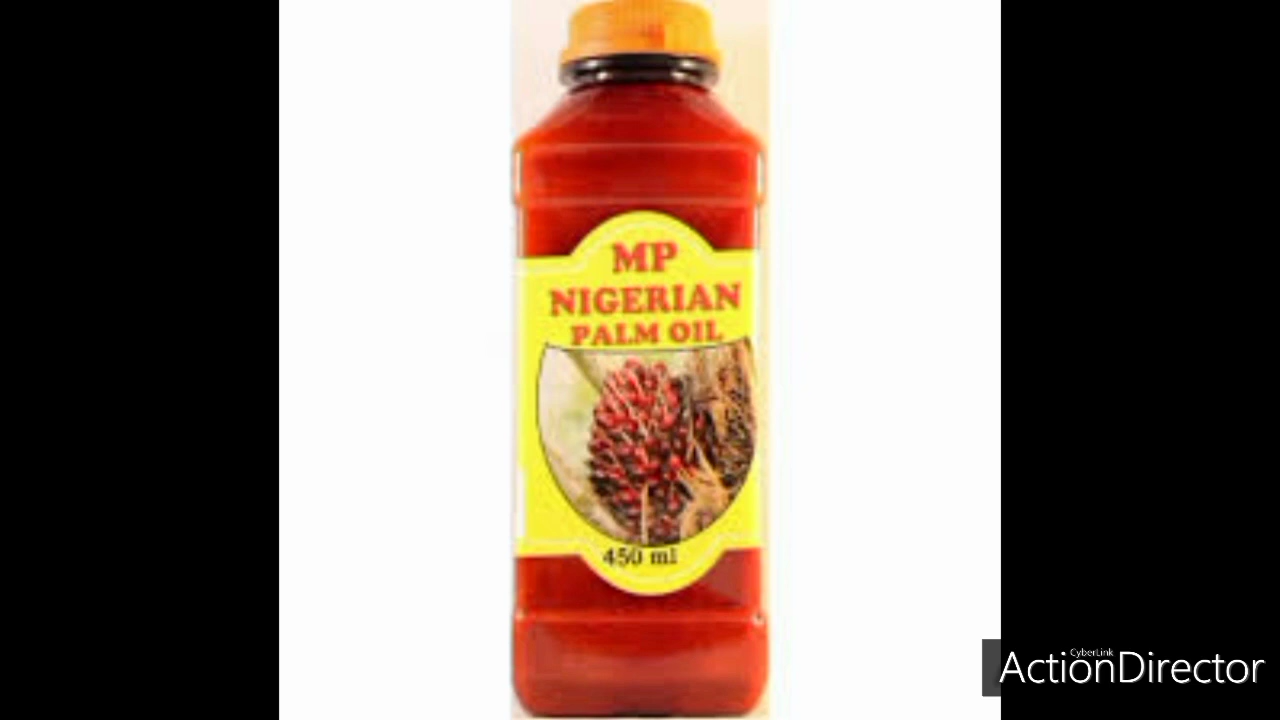 MP
NIGERIAN
PALM OIL
450 ml
CyberLink
ActionDirector